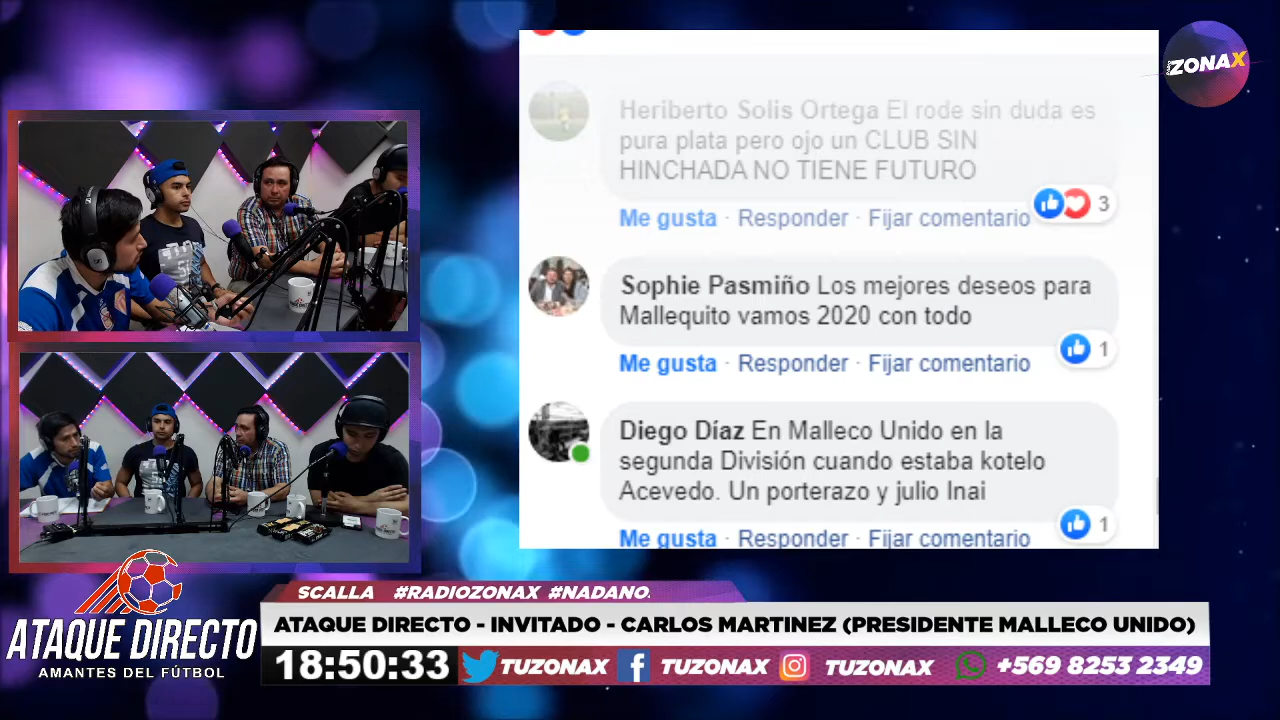 ZONAX
Heriberto Solis Ortega El rode sin duda es
pura plata pero ojo un CLUB SIN
HINCHADA NO TIENE FUTURO
3
Me gusta · Responder · Fijar comentario
Sophie Pasmiño Los mejores deseos para
Mallequito vamos 2020 con todo
1
Me gusta · Responder · Fijar comentario
Diego Díaz En Malleco Unido en la
segunda División cuando estaba kotelo
Acevedo. Un porterazo y julio Inai
1
Me gusta · Responder · Fijar comentario
SCALLA #RADIOZONAX #NADANO.
ATAQUE DIRECTO - INVITADO - CARLOS MARTINEZ (PRESIDENTE MALLECO UNIDO)
ATAQUE DIRECTO
AMANTES DEL FÚTBOL
18:50:33 TUZONAX TUZONAX TUZONAX +569 8253 2349